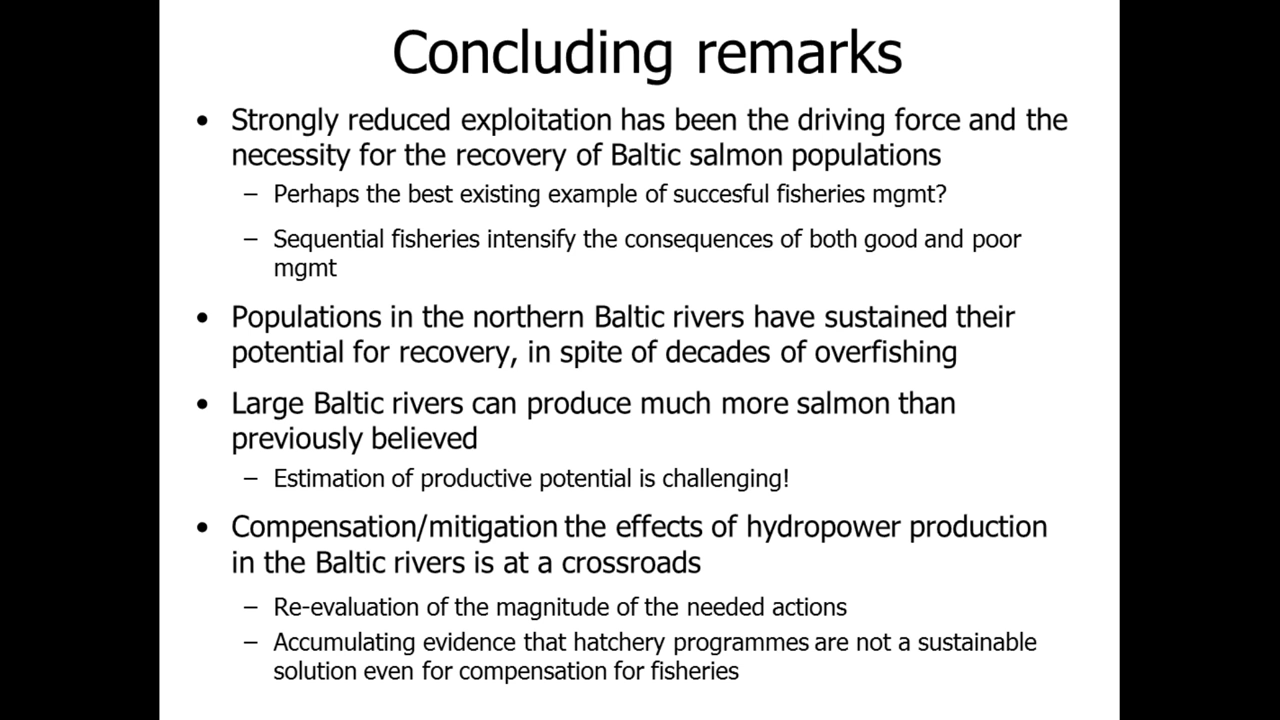 Concluding remarks
• Strongly reduced exploitation has been the driving force and the
necessity for the recovery of Baltic salmon populations
– Perhaps the best existing example of succesful fisheries mgmt?
– Sequential fisheries intensify the consequences of both good and poor
mgmt
• Populations in the northern Baltic rivers have sustained their
potential for recovery, in spite of decades of overfishing
• Large Baltic rivers can produce much more salmon than
previously believed
– Estimation of productive potential is challenging!
• Compensation/mitigation the effects of hydropower production
in the Baltic rivers is at a crossroads
– Re-evaluation of the magnitude of the needed actions
– Accumulating evidence that hatchery programmes are not a sustainable
solution even for compensation for fisheries